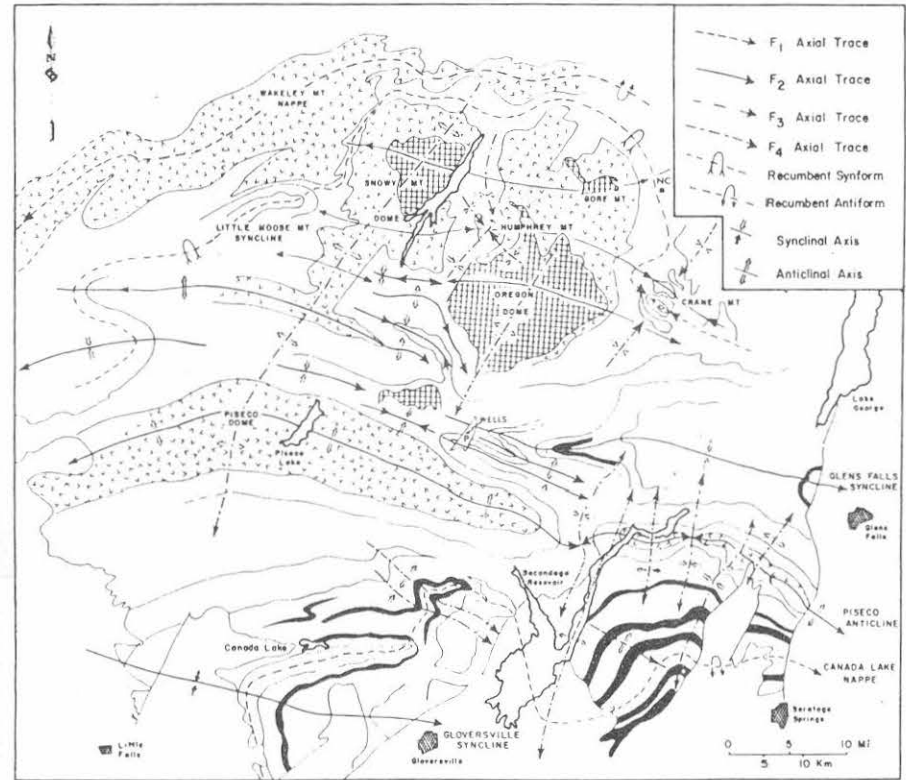 N
F1 Axial Trace
F2 Axial Trace
F3 Axial Trace
F4 Axial Trace
Recumbent Synform
Recumbent Antiform
Synclinal Axis
Anticlinal Axis
WAKELEY MT
NAPPE
SNOWY MT
DOME
GORE MT
NC
LITTLE MOOSE MT
SYNCLINE
HUMPHREY MT
OREGON
DOME
CRANE MT
Lake
George
PISECO
DOME
Piseco
Lake
WELLS
GLENS FALLS
SYNCLINE
Glens
Falls
Sacandaga
Reservoir
PISECO
ANTICLINE
Canada Lake
CANADA LAKE
NAPPE
Saratoga
Springs
GLOVERSVILLE
SYNCLINE
Gloversville
Little
Falls
0 5 10 Mi
5 10 Km